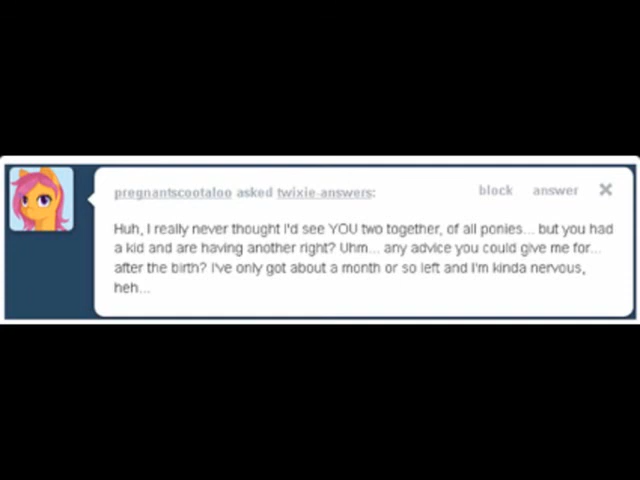 pregnantscootaloo asked twixie-answers: block answer ✕
Huh, I really never thought I'd see YOU two together, of all ponies... but you had
a kid and are having another right? Uhm... any advice you could give me for...
after the birth? I've only got about a month or so left and I'm kinda nervous,
heh...